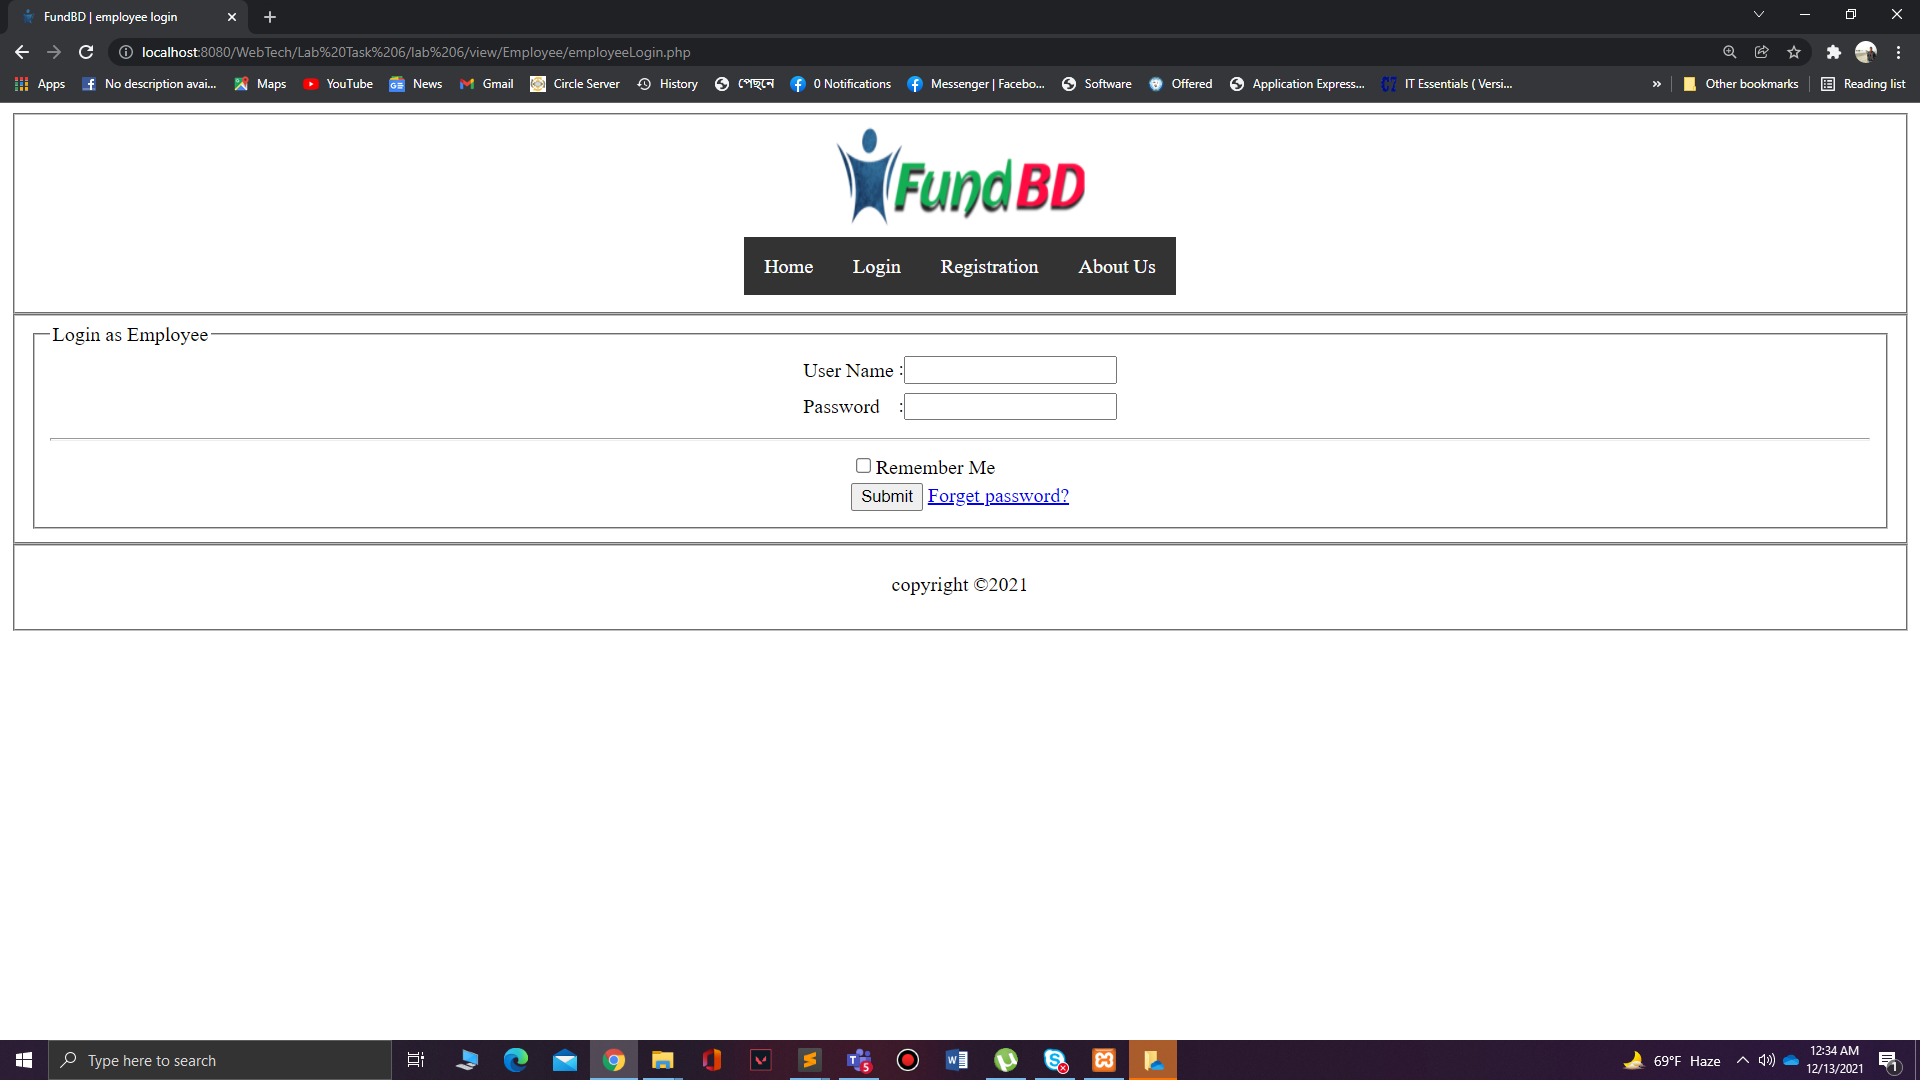 FundBD | employee login
localhost:8080/WebTech/Lab%20Task%206/lab%206/view/Employee/employeeLogin.php
Apps No description avai... Maps YouTube News Gmail Circle Server History পেছনে 0 Notifications Messenger | Facebo... Software Offered Application Express... IT Essentials ( Versi... » Other bookmarks Reading list
FundBD
Home Login Registration About Us
Login as Employee
User Name :
Password :
Remember Me
Submit Forget password?
copyright ©2021
Type here to search
69°F Haze
12:34 AM
12/13/2021